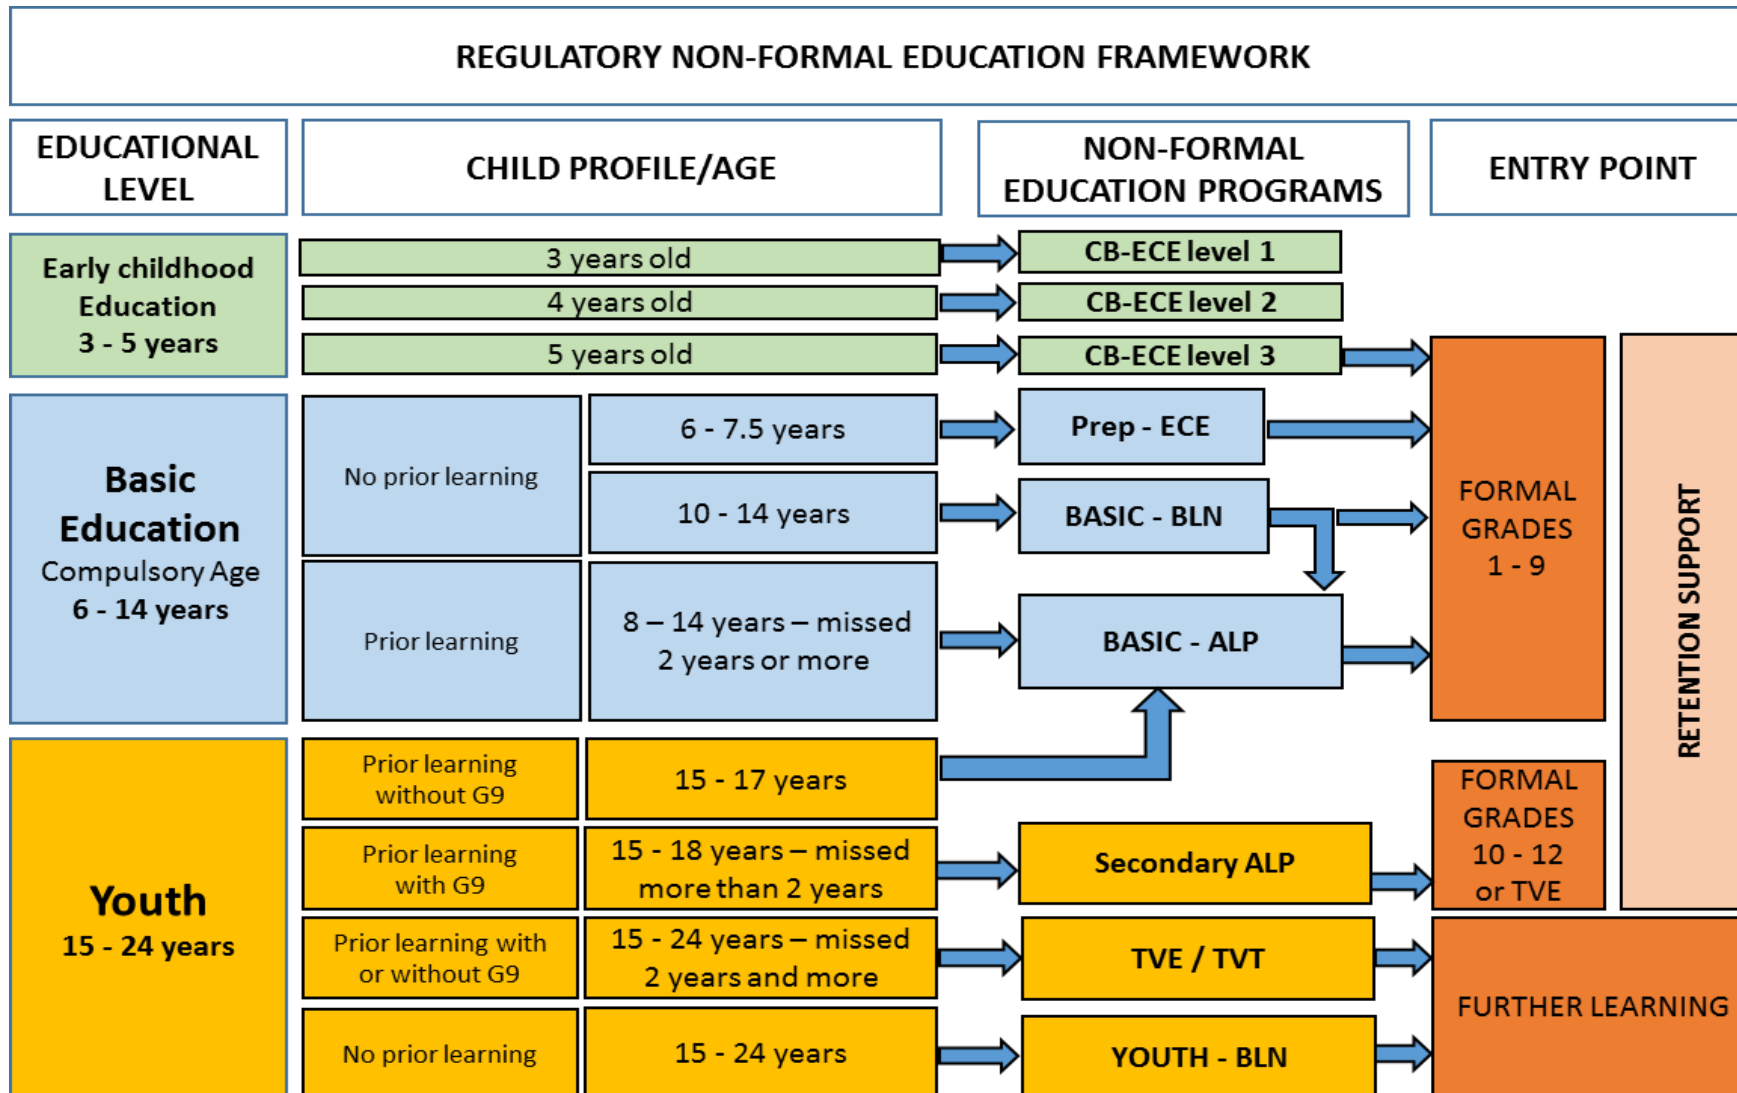 REGULATORY NON-FORMAL EDUCATION FRAMEWORK
EDUCATIONAL
LEVEL
CHILD PROFILE/AGE
NON-FORMAL
EDUCATION PROGRAMS
ENTRY POINT
Early childhood
Education
3 - 5 years
3 years old
CB-ECE level 1
4 years old
CB-ECE level 2
5 years old
CB-ECE level 3
Basic
Education
Compulsory Age
6 - 14 years
No prior learning
6 - 7.5 years
Prep - ECE
10 - 14 years
BASIC - BLN
Prior learning
8 – 14 years – missed
2 years or more
BASIC - ALP
FORMAL
GRADES
1 - 9
RETENTION SUPPORT
Youth
15 - 24 years
Prior learning
without G9
15 - 17 years
Prior learning
with G9
15 - 18 years – missed
more than 2 years
Secondary ALP
FORMAL
GRADES
10 - 12
or TVE
Prior learning with
or without G9
15 - 24 years – missed
2 years and more
TVE / TVT
No prior learning
15 - 24 years
YOUTH - BLN
FURTHER LEARNING